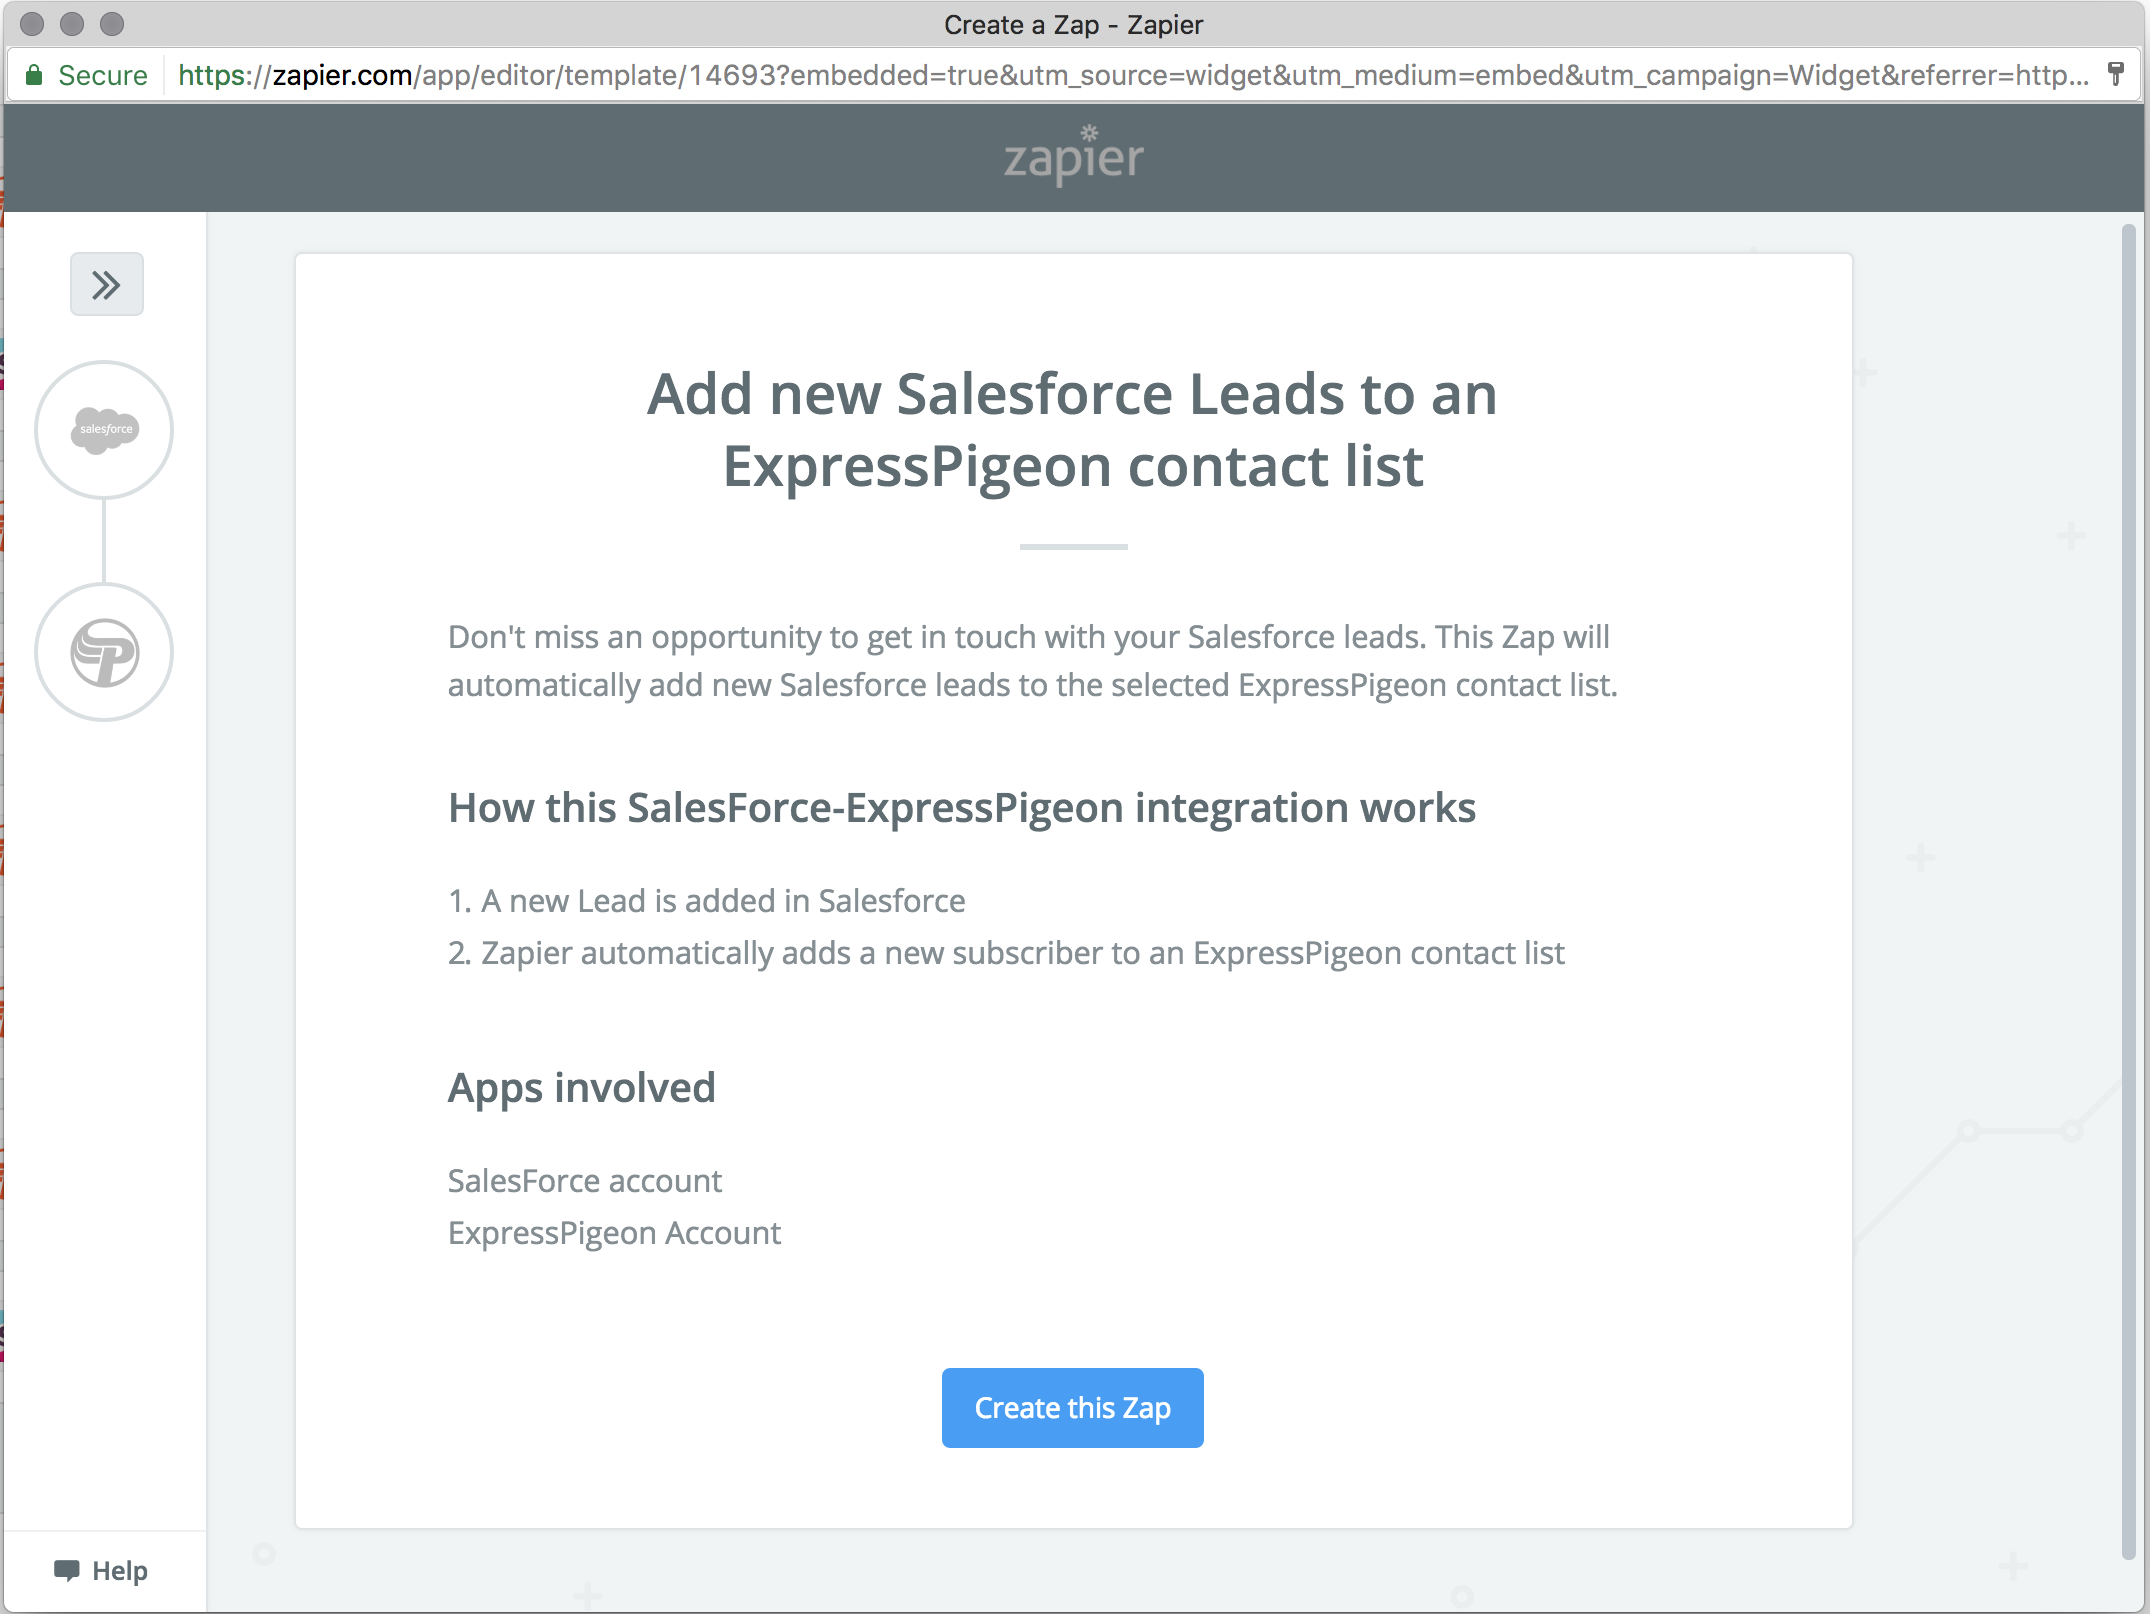 Create a Zap - Zapier
Secure https://zapier.com/app/editor/template/14693?embedded=true&utm_source=widget&utm_medium=embed&utm_campaign=Widget&referrer=http...
zapier
salesforce
Add new Salesforce Leads to an
ExpressPigeon contact list
Don't miss an opportunity to get in touch with your Salesforce leads. This Zap will
automatically add new Salesforce leads to the selected ExpressPigeon contact list.
How this SalesForce-ExpressPigeon integration works
1. A new Lead is added in Salesforce
2. Zapier automatically adds a new subscriber to an ExpressPigeon contact list
Apps involved
SalesForce account
ExpressPigeon Account
Create this Zap
Help